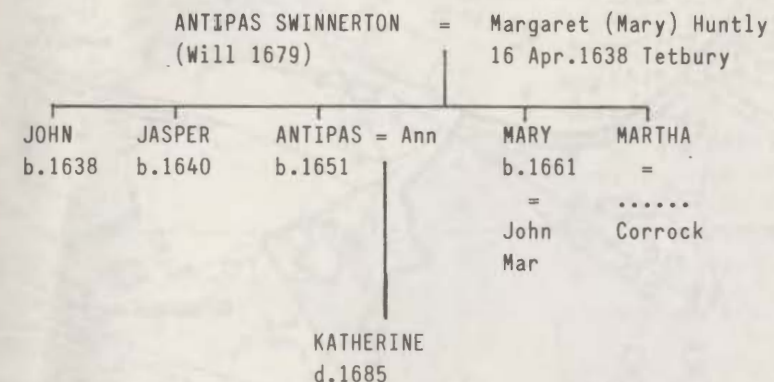 ANTIPAS SWINNERTON = Margaret (Mary) Huntly
(Will 1679) 16 Apr.1638 Tetbury
JOHN JASPER ANTIPAS = Ann MARY MARTHA
b.1638 b.1640 b.1651 b.1661 =
= ......
John Corrock
Mar
KATHERINE
d.1685